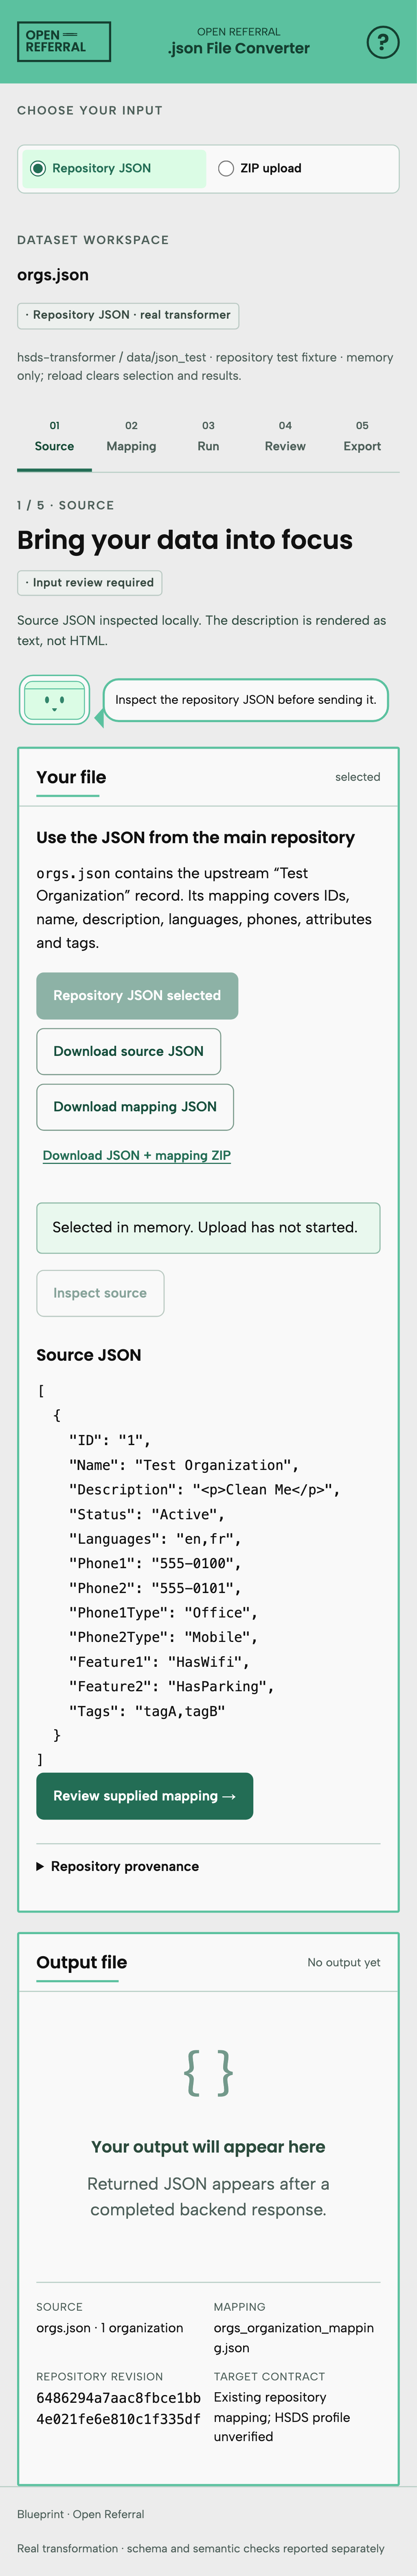 OPEN
REFERRAL
OPEN REFERRAL
.json File Converter
?
CHOOSE YOUR INPUT
Repository JSON
ZIP upload
DATASET WORKSPACE
orgs.json
· Repository JSON · real transformer
hsds-transformer / data/json_test · repository test fixture · memory
only; reload clears selection and results.
01
Source
02
Mapping
03
Run
04
Review
05
Export
1 / 5 · SOURCE
Bring your data into focus
· Input review required
Source JSON inspected locally. The description is rendered as
text, not HTML.
Inspect the repository JSON before sending it.
Your file
selected
Use the JSON from the main repository
orgs.json contains the upstream “Test
Organization” record. Its mapping covers IDs,
name, description, languages, phones, attributes
and tags.
Repository JSON selected
Download source JSON
Download mapping JSON
Download JSON + mapping ZIP
Selected in memory. Upload has not started.
Inspect source
Source JSON
[
  {
    "ID": "1",
    "Name": "Test Organization",
    "Description": "<p>Clean Me</p>",
    "Status": "Active",
    "Languages": "en,fr",
    "Phone1": "555-0100",
    "Phone2": "555-0101",
    "Phone1Type": "Office",
    "Phone2Type": "Mobile",
    "Feature1": "HasWifi",
    "Feature2": "HasParking",
    "Tags": "tagA,tagB"
  }
]
Review supplied mapping →
▶ Repository provenance
Output file
No output yet
{ }
Your output will appear here
Returned JSON appears after a
completed backend response.
SOURCE
orgs.json · 1 organization
MAPPING
orgs_organization_mappin
g.json
REPOSITORY REVISION
6486294a7aac8fbce1bb
4e021fe6e810c1f335df
TARGET CONTRACT
Existing repository
mapping; HSDS profile
unverified
Blueprint · Open Referral
Real transformation · schema and semantic checks reported separately